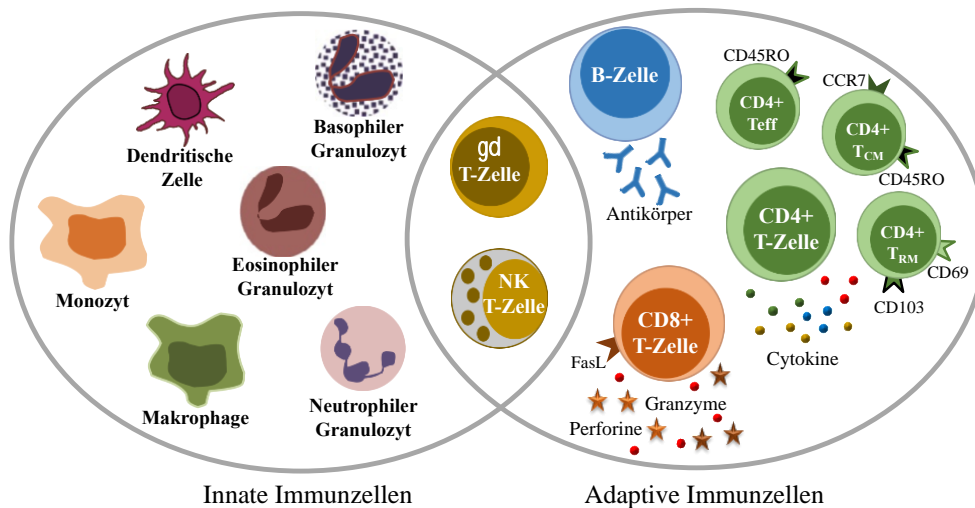 Dendritische
Zelle
Basophiler
Granulozyt
Monozyt
Eosinophiler
Granulozyt
Makrophage
Neutrophiler
Granulozyt
gd
T-Zelle
NK
T-Zelle
B-Zelle
Antikörper
CD45RO
CD4+
Teff
CCR7
CD4+
TCM
CD45RO
CD4+
T-Zelle
CD4+
TRM
CD69
CD103
Cytokine
CD8+
T-Zelle
FasL
Granzyme
Perforine
Innate Immunzellen
Adaptive Immunzellen